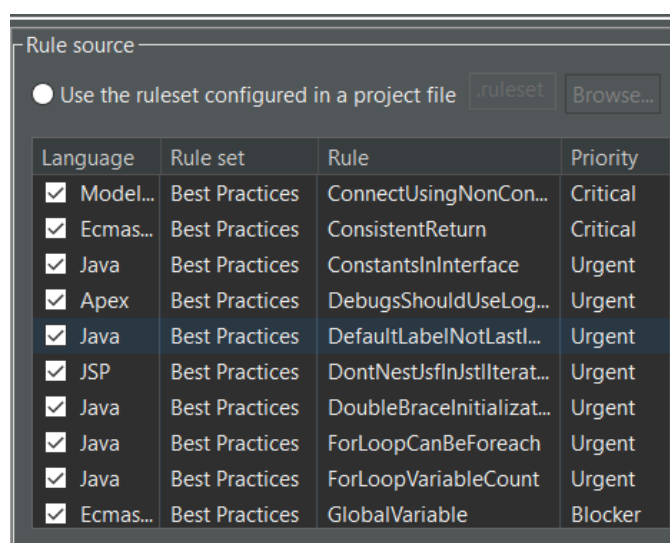 Rule source
Use the ruleset configured in a project file .ruleset Browse...
Language Rule set Rule Priority
Model... Best Practices ConnectUsingNonCon... Critical
Ecmas... Best Practices ConsistentReturn Critical
Java Best Practices ConstantsInInterface Urgent
Apex Best Practices DebugsShouldUseLog... Urgent
Java Best Practices DefaultLabelNotLastI... Urgent
JSP Best Practices DontNestJsfInJstlIterat... Urgent
Java Best Practices DoubleBraceInitializat... Urgent
Java Best Practices ForLoopCanBeForeach Urgent
Java Best Practices ForLoopVariableCount Urgent
Ecmas... Best Practices GlobalVariable Blocker